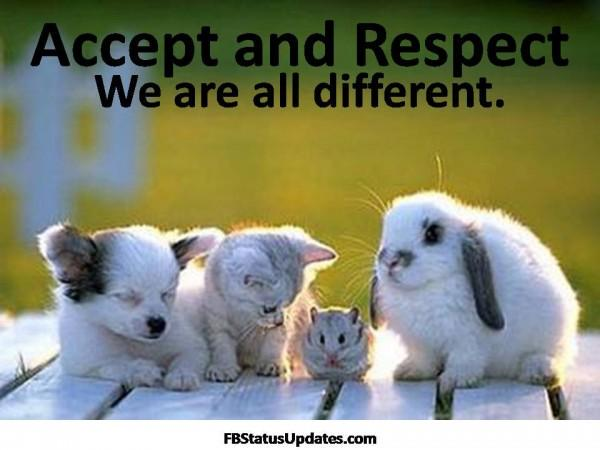 Accept and Respect
We are all different.
FBStatusUpdates.com